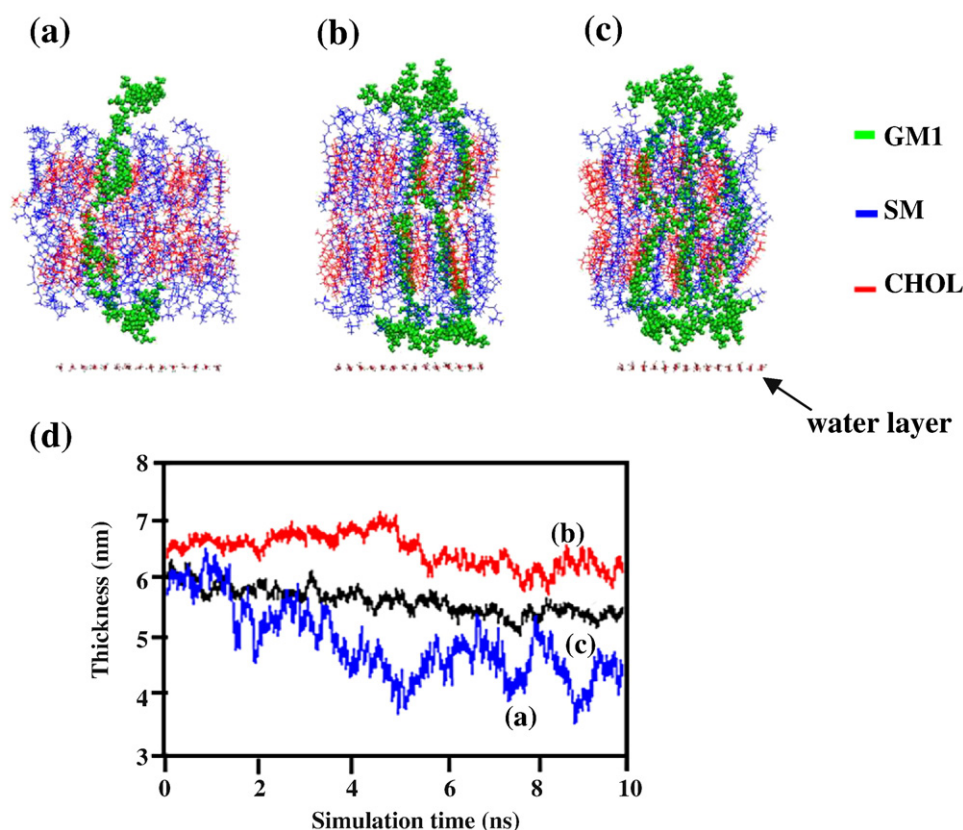 (a)
(b)
(c)
GM1
SM
CHOL
water layer
(d)
8
7
6
5
4
3
Thickness (nm)
(b)
(c)
(a)
0 2 4 6 8 10
Simulation time (ns)